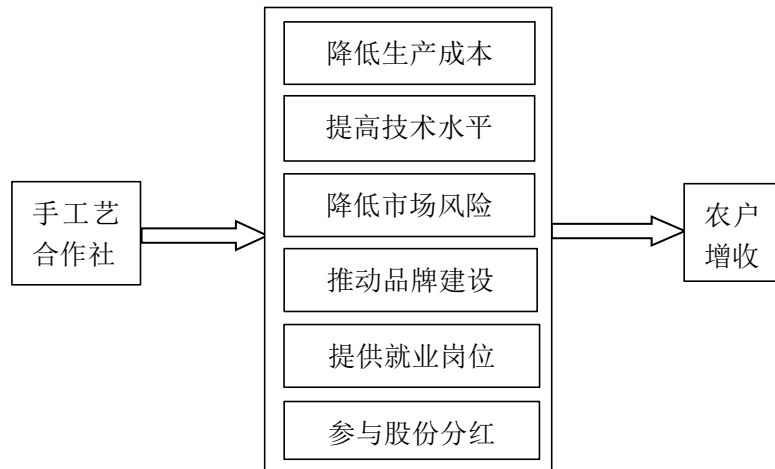 手工艺
合作社
降低生产成本
提高技术水平
降低市场风险
推动品牌建设
提供就业岗位
参与股份分红
农户
增收